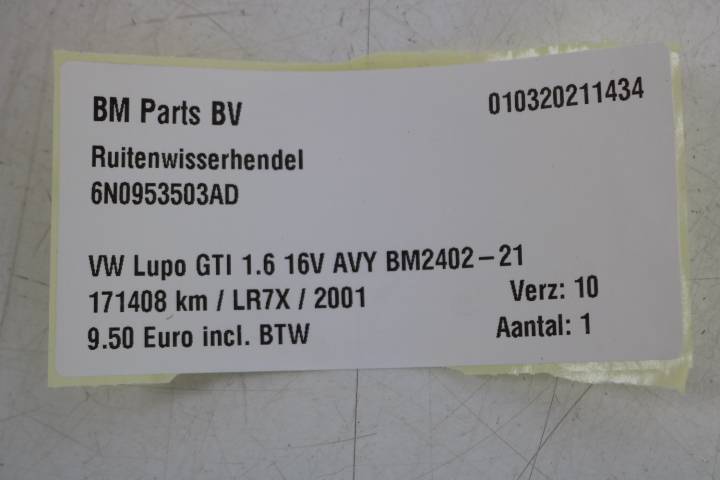 BM Parts BV 010320211434
Ruitenwisserhendel
6N0953503AD
VW Lupo GTI 1.6 16V AVY BM2402-21
171408 km / LR7X / 2001 Verz: 10
9.50 Euro incl. BTW Aantal: 1